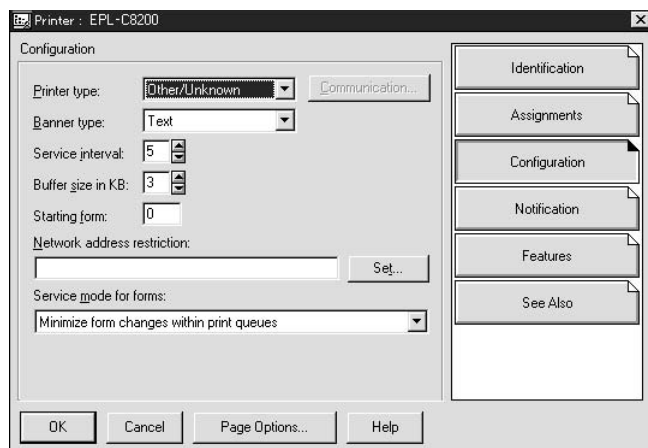 Printer : EPL-C8200
Configuration
Printer type: Other/Unknown Communication...
Banner type: Text
Service interval: 5
Buffer size in KB: 3
Starting form: 0
Network address restriction:
Set...
Service mode for forms:
Minimize form changes within print queues
Identification
Assignments
Configuration
Notification
Features
See Also
OK Cancel Page Options... Help